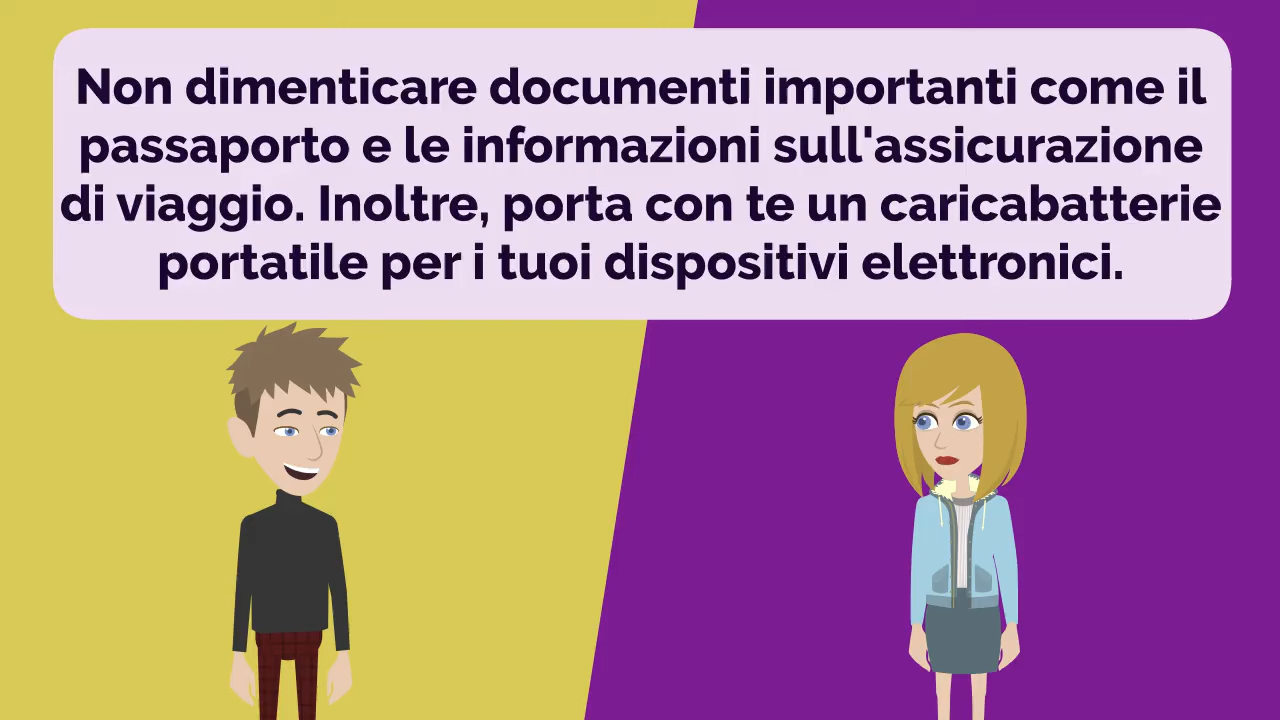 Non dimenticare documenti importanti come il
passaporto e le informazioni sull'assicurazione
di viaggio. Inoltre, porta con te un caricabatterie
portatile per i tuoi dispositivi elettronici.